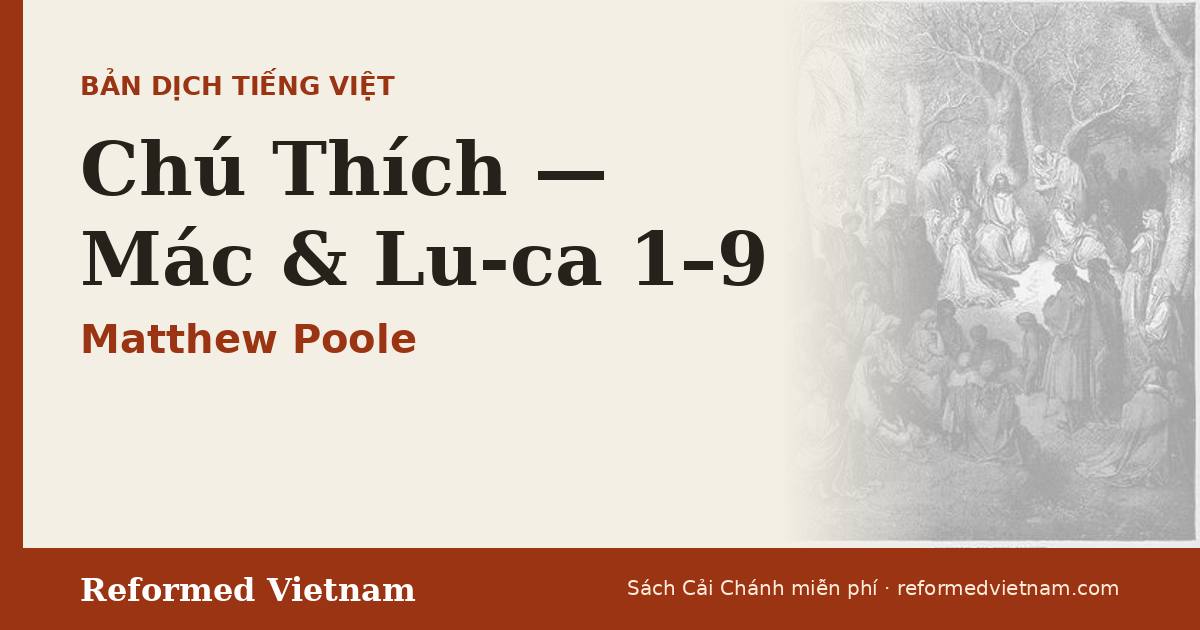 BẢN DỊCH TIẾNG VIỆT
Chú Thích —
Mác & Lu-ca 1–9
Matthew Poole
Reformed Vietnam
Sách Cải Chánh miễn phí · reformedvietnam.com